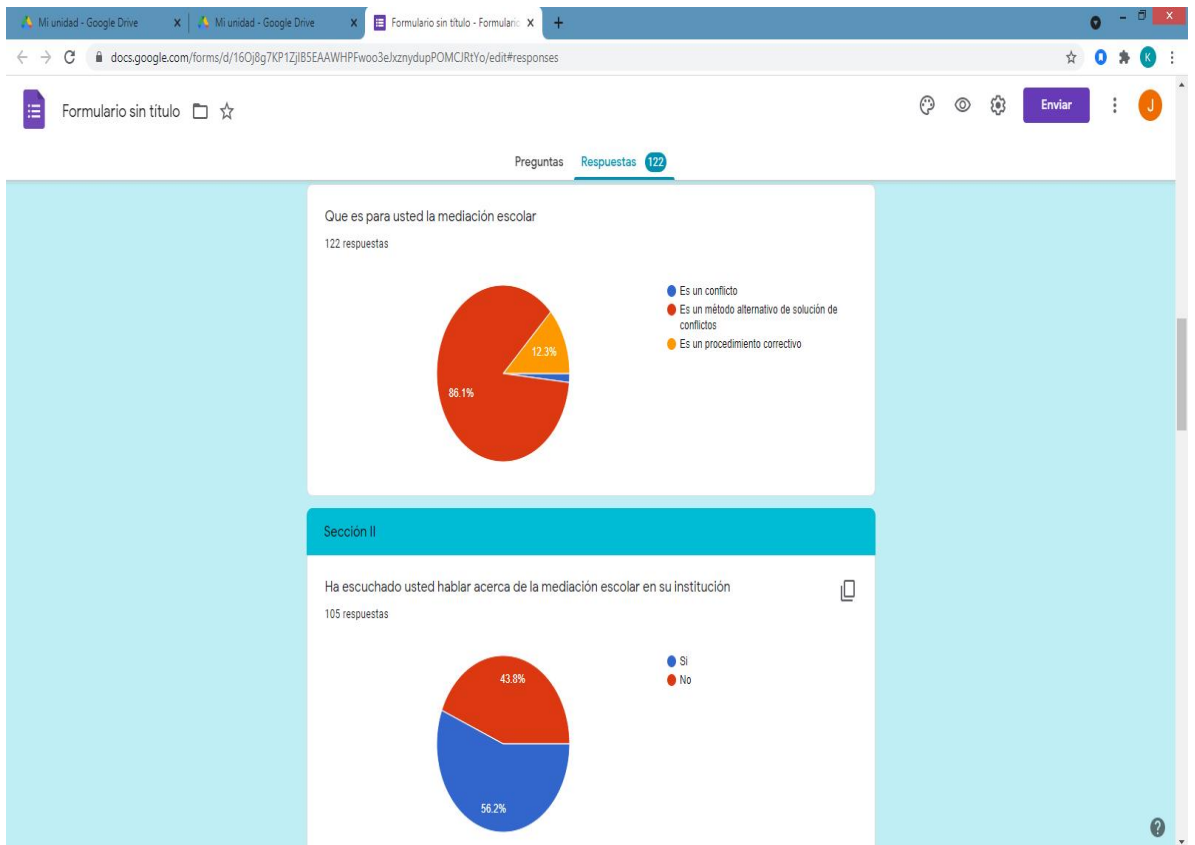 Mi unidad - Google Drive
Mi unidad - Google Drive
Formulario sin título - Formulario
docs.google.com/forms/d/16Oj8g7KP1ZjlB5EAAWHPFwoo3eJxznydupPOMCJRtYo/edit#responses
K
Formulario sin título
Enviar
J
Preguntas Respuestas 122
Que es para usted la mediación escolar
122 respuestas
Es un conflicto
Es un método alternativo de solución de
conflictos
Es un procedimiento correctivo
12.3%
86.1%
Sección II
Ha escuchado usted hablar acerca de la mediación escolar en su institución
105 respuestas
Si
No
43.8%
56.2%